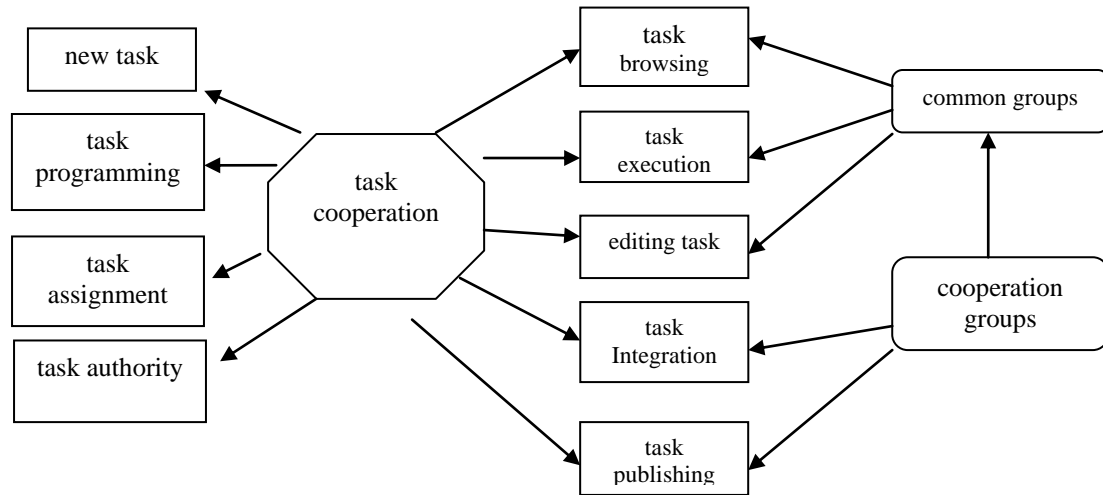 new task
task
programming
task
assignment
task authority
task
cooperation
task
browsing
task
execution
editing task
task
Integration
task
publishing
common groups
cooperation
groups